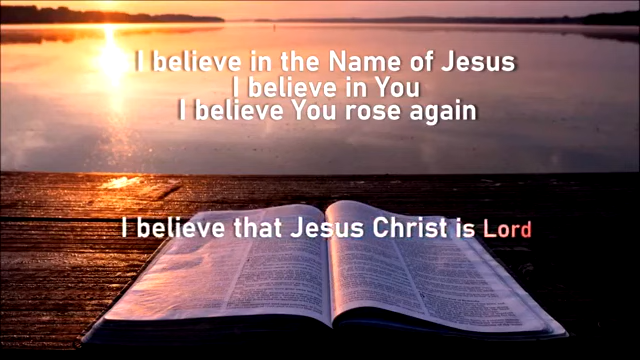 I believe in the Name of Jesus
I believe in You
I believe You rose again
I believe that Jesus Christ is Lord